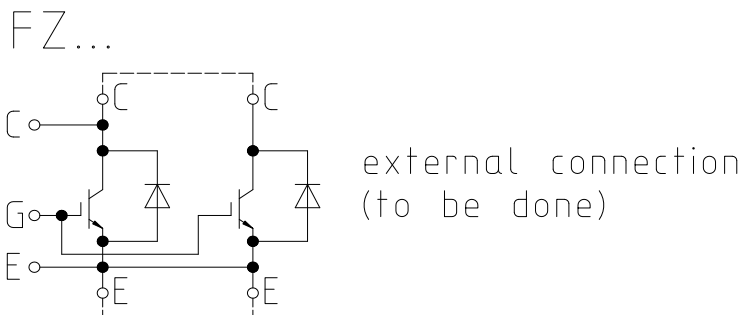 FZ...
C C
C
external connection
(to be done)
G
E
E E